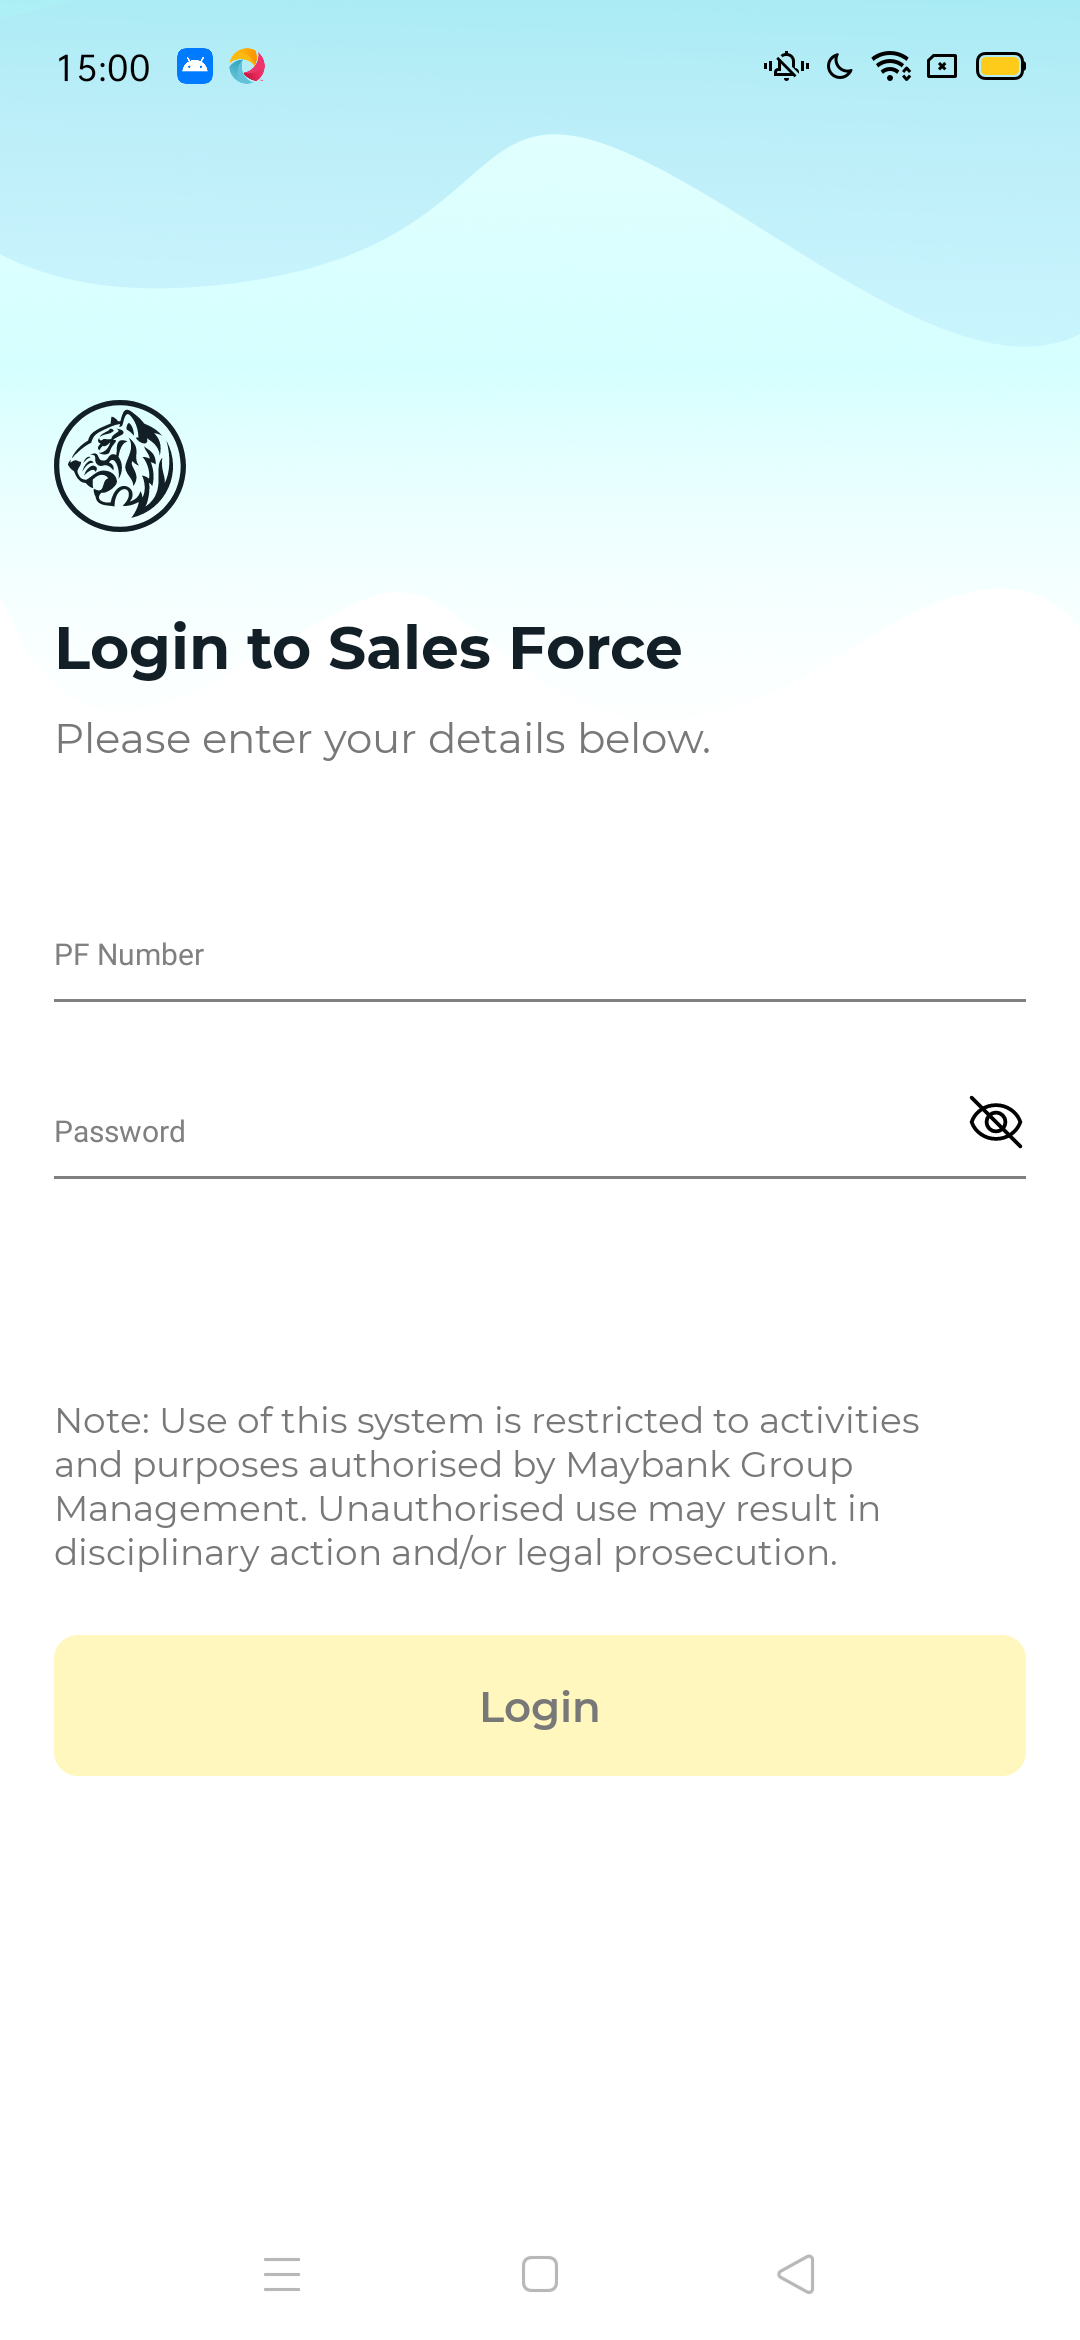 15:00
Login to Sales Force
Please enter your details below.
PF Number
Password
Note: Use of this system is restricted to activities
and purposes authorised by Maybank Group
Management. Unauthorised use may result in
disciplinary action and/or legal prosecution.
Login